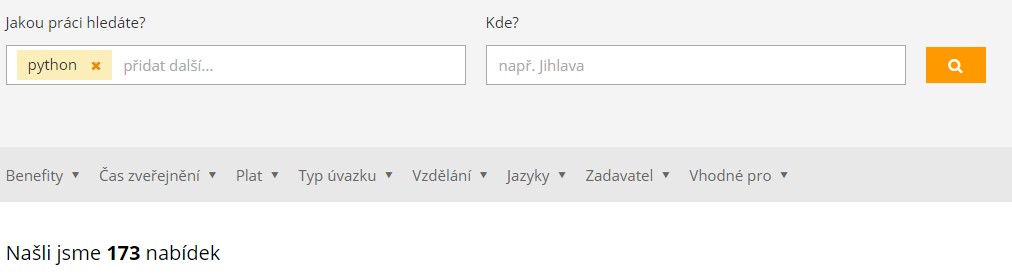 Jakou práci hledáte? Kde?
python × přidat další... např. Jihlava
Benefity ▼ Čas zveřejnění ▼ Plat ▼ Typ úvazku ▼ Vzdělání ▼ Jazyky ▼ Zadavatel ▼ Vhodné pro ▼
Našli jsme 173 nabídek